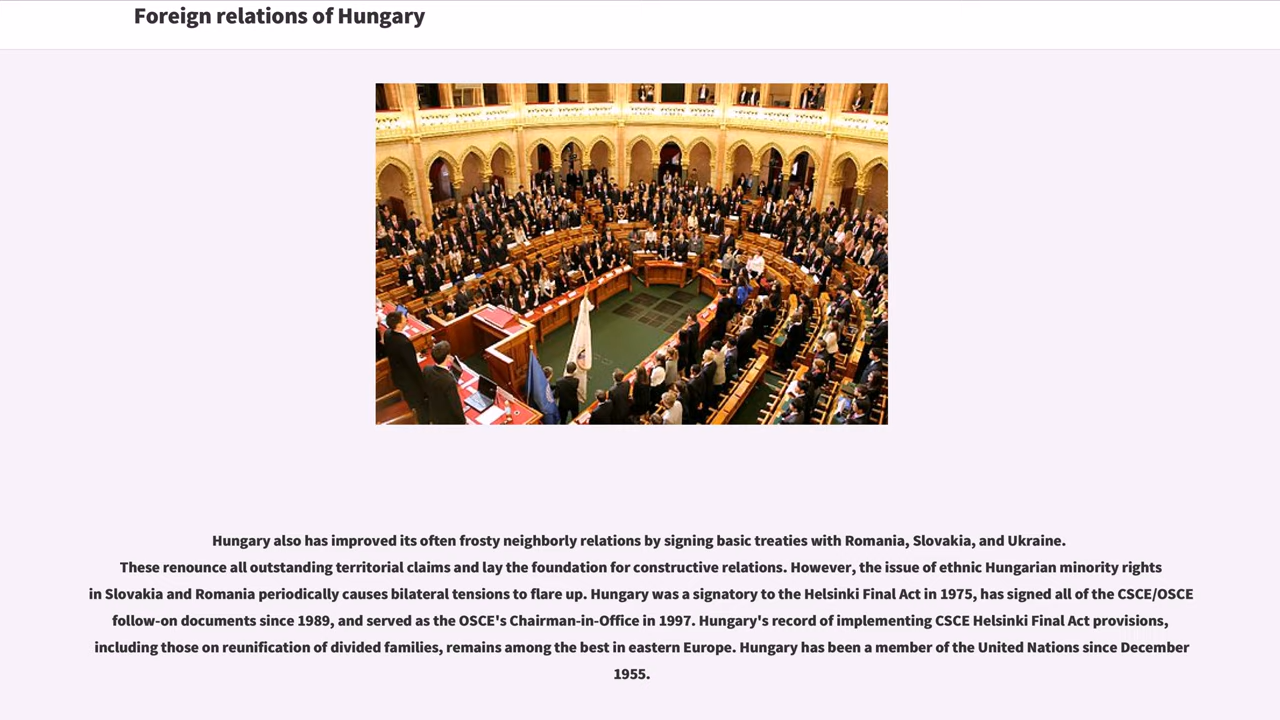 Foreign relations of Hungary
Hungary also has improved its often frosty neighborly relations by signing basic treaties with Romania, Slovakia, and Ukraine.
These renounce all outstanding territorial claims and lay the foundation for constructive relations. However, the issue of ethnic Hungarian minority rights
in Slovakia and Romania periodically causes bilateral tensions to flare up. Hungary was a signatory to the Helsinki Final Act in 1975, has signed all of the CSCE/OSCE
follow-on documents since 1989, and served as the OSCE's Chairman-in-Office in 1997. Hungary's record of implementing CSCE Helsinki Final Act provisions,
including those on reunification of divided families, remains among the best in eastern Europe. Hungary has been a member of the United Nations since December
1955.